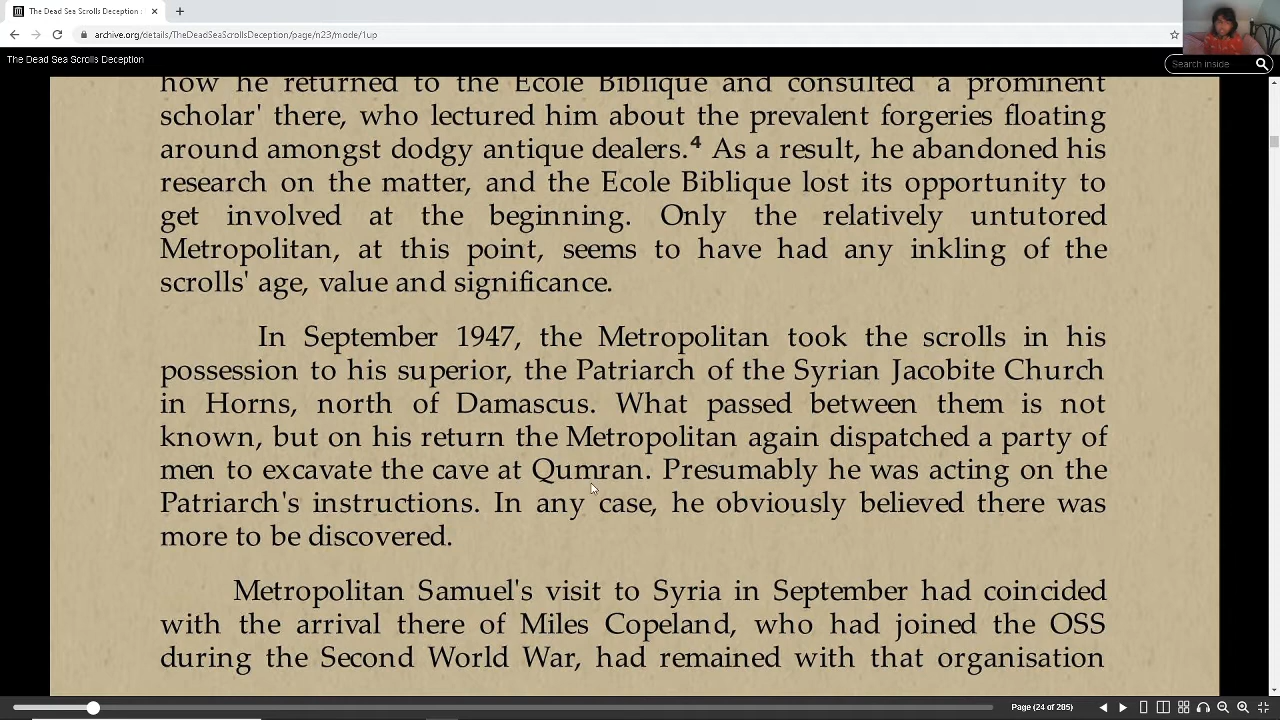 The Dead Sea Scrolls Deception :
archive.org/details/TheDeadSeaScrollsDeception/page/n23/mode/1up
The Dead Sea Scrolls Deception
Search inside
how he returned to the Ecole Biblique and consulted 'a prominent
scholar' there, who lectured him about the prevalent forgeries floating
around amongst dodgy antique dealers.4 As a result, he abandoned his
research on the matter, and the Ecole Biblique lost its opportunity to
get involved at the beginning. Only the relatively untutored
Metropolitan, at this point, seems to have had any inkling of the
scrolls' age, value and significance.
In September 1947, the Metropolitan took the scrolls in his
possession to his superior, the Patriarch of the Syrian Jacobite Church
in Horns, north of Damascus. What passed between them is not
known, but on his return the Metropolitan again dispatched a party of
men to excavate the cave at Qumran. Presumably he was acting on the
Patriarch's instructions. In any case, he obviously believed there was
more to be discovered.
Metropolitan Samuel's visit to Syria in September had coincided
with the arrival there of Miles Copeland, who had joined the OSS
during the Second World War, had remained with that organisation
Page (24 of 285)